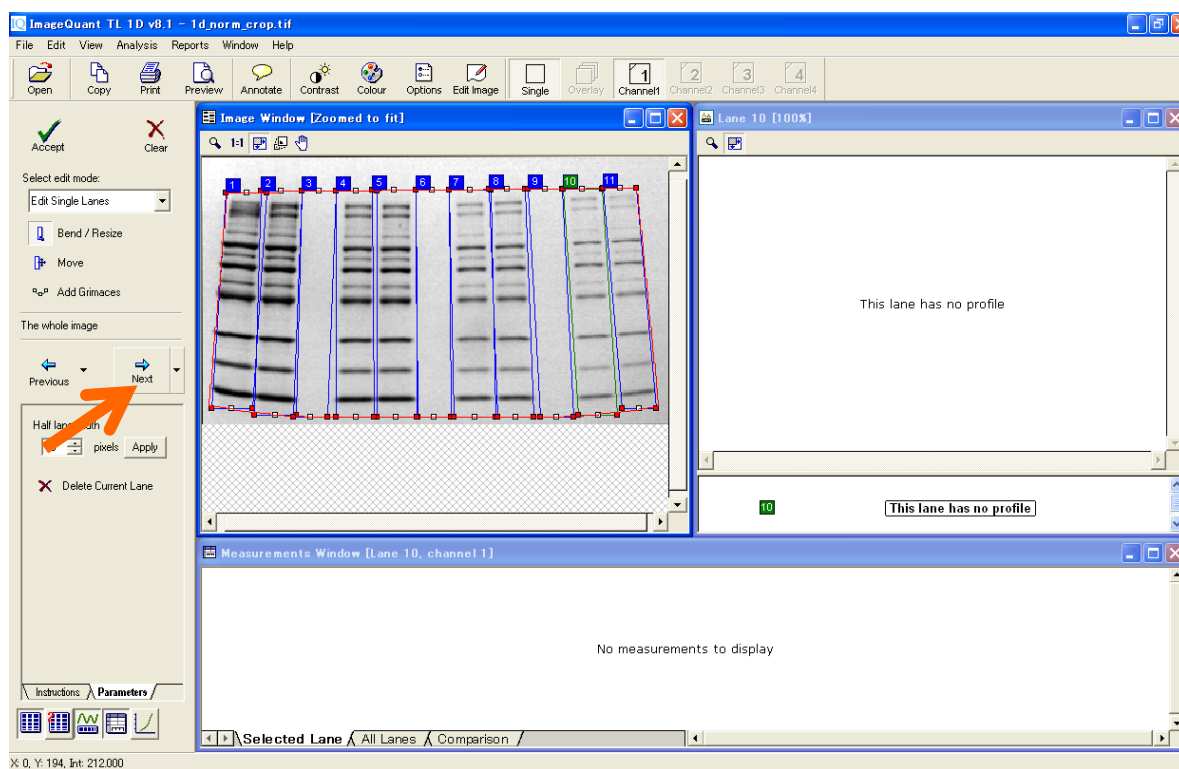 ImageQuant TL 1D v8.1 - 1d_norm_crop.tif
File Edit View Analysis Reports Window Help
Open Copy Print Preview Annotate Contrast Colour Options Edit Image Single Overlay Channel1 Channel2 Channel3 Channel4
Accept Clear
Select edit mode:
Edit Single Lanes
Bend / Resize
Move
Add Grimaces
The whole image
Previous Next
pixels Apply
Delete Current Lane
Instructions Parameters
Image Window [Zoomed to fit]
1:1
1 2 3 4 5 6 7 8 9 10 11
Lane 10 [100%]
This lane has no profile
10 This lane has no profile
Measurements Window [Lane 10, channel 1]
No measurements to display
Selected Lane All Lanes Comparison
X: 0, Y: 194, Int: 212.000